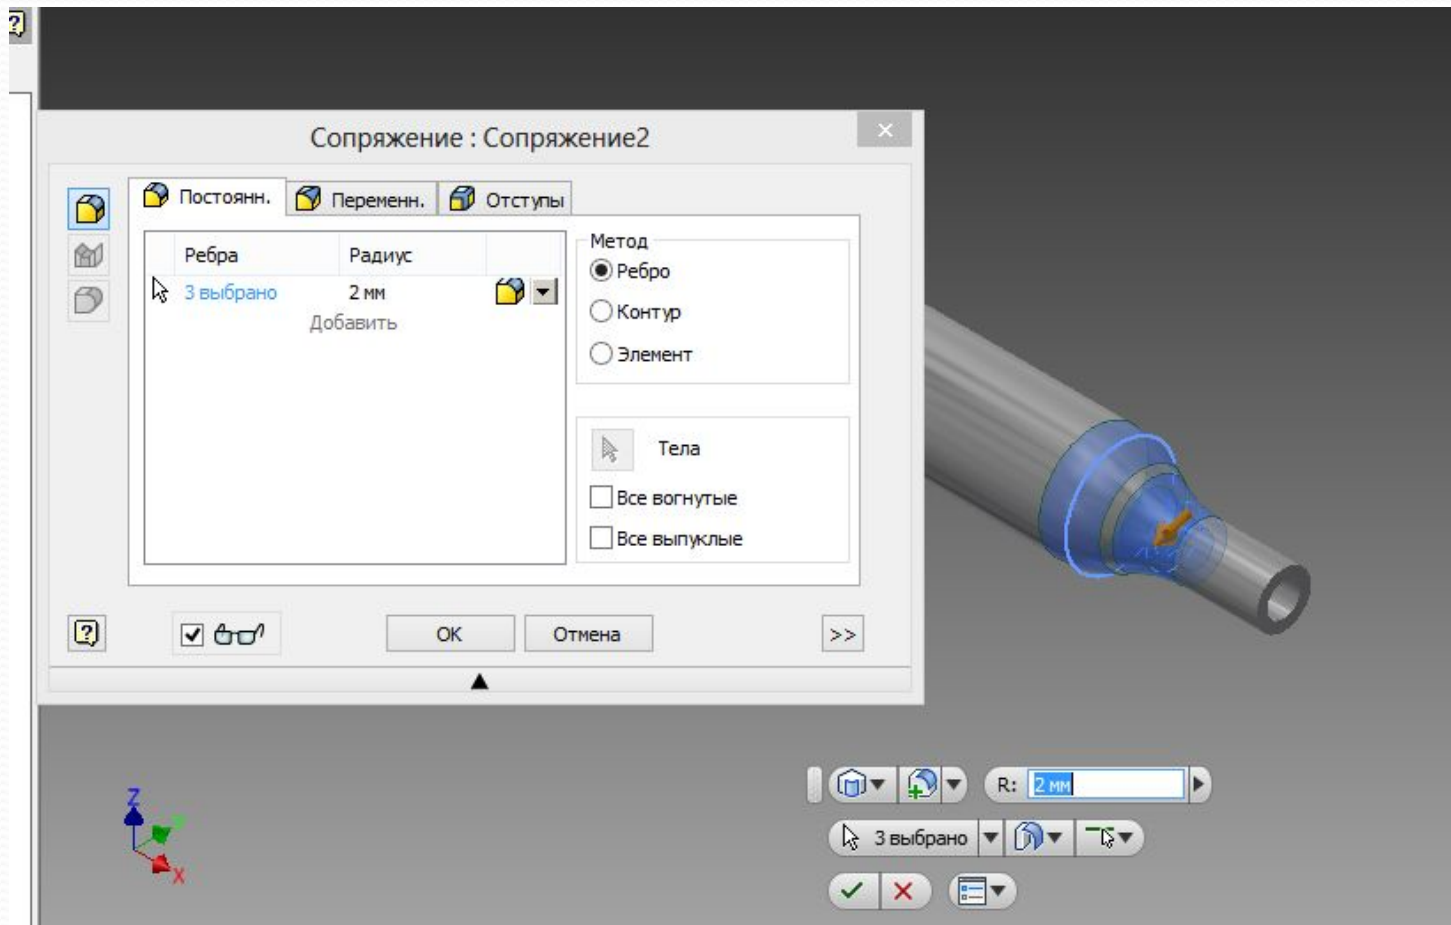 Сопряжение : Сопряжение2
Постоянн. Переменн. Отступы
Ребра Радиус
3 выбрано 2 мм
Добавить
Метод
Ребро
Контур
Элемент
Тела
Все вогнутые
Все выпуклые
OK Отмена >>
Z
Y
X
R: 2 мм
3 выбрано